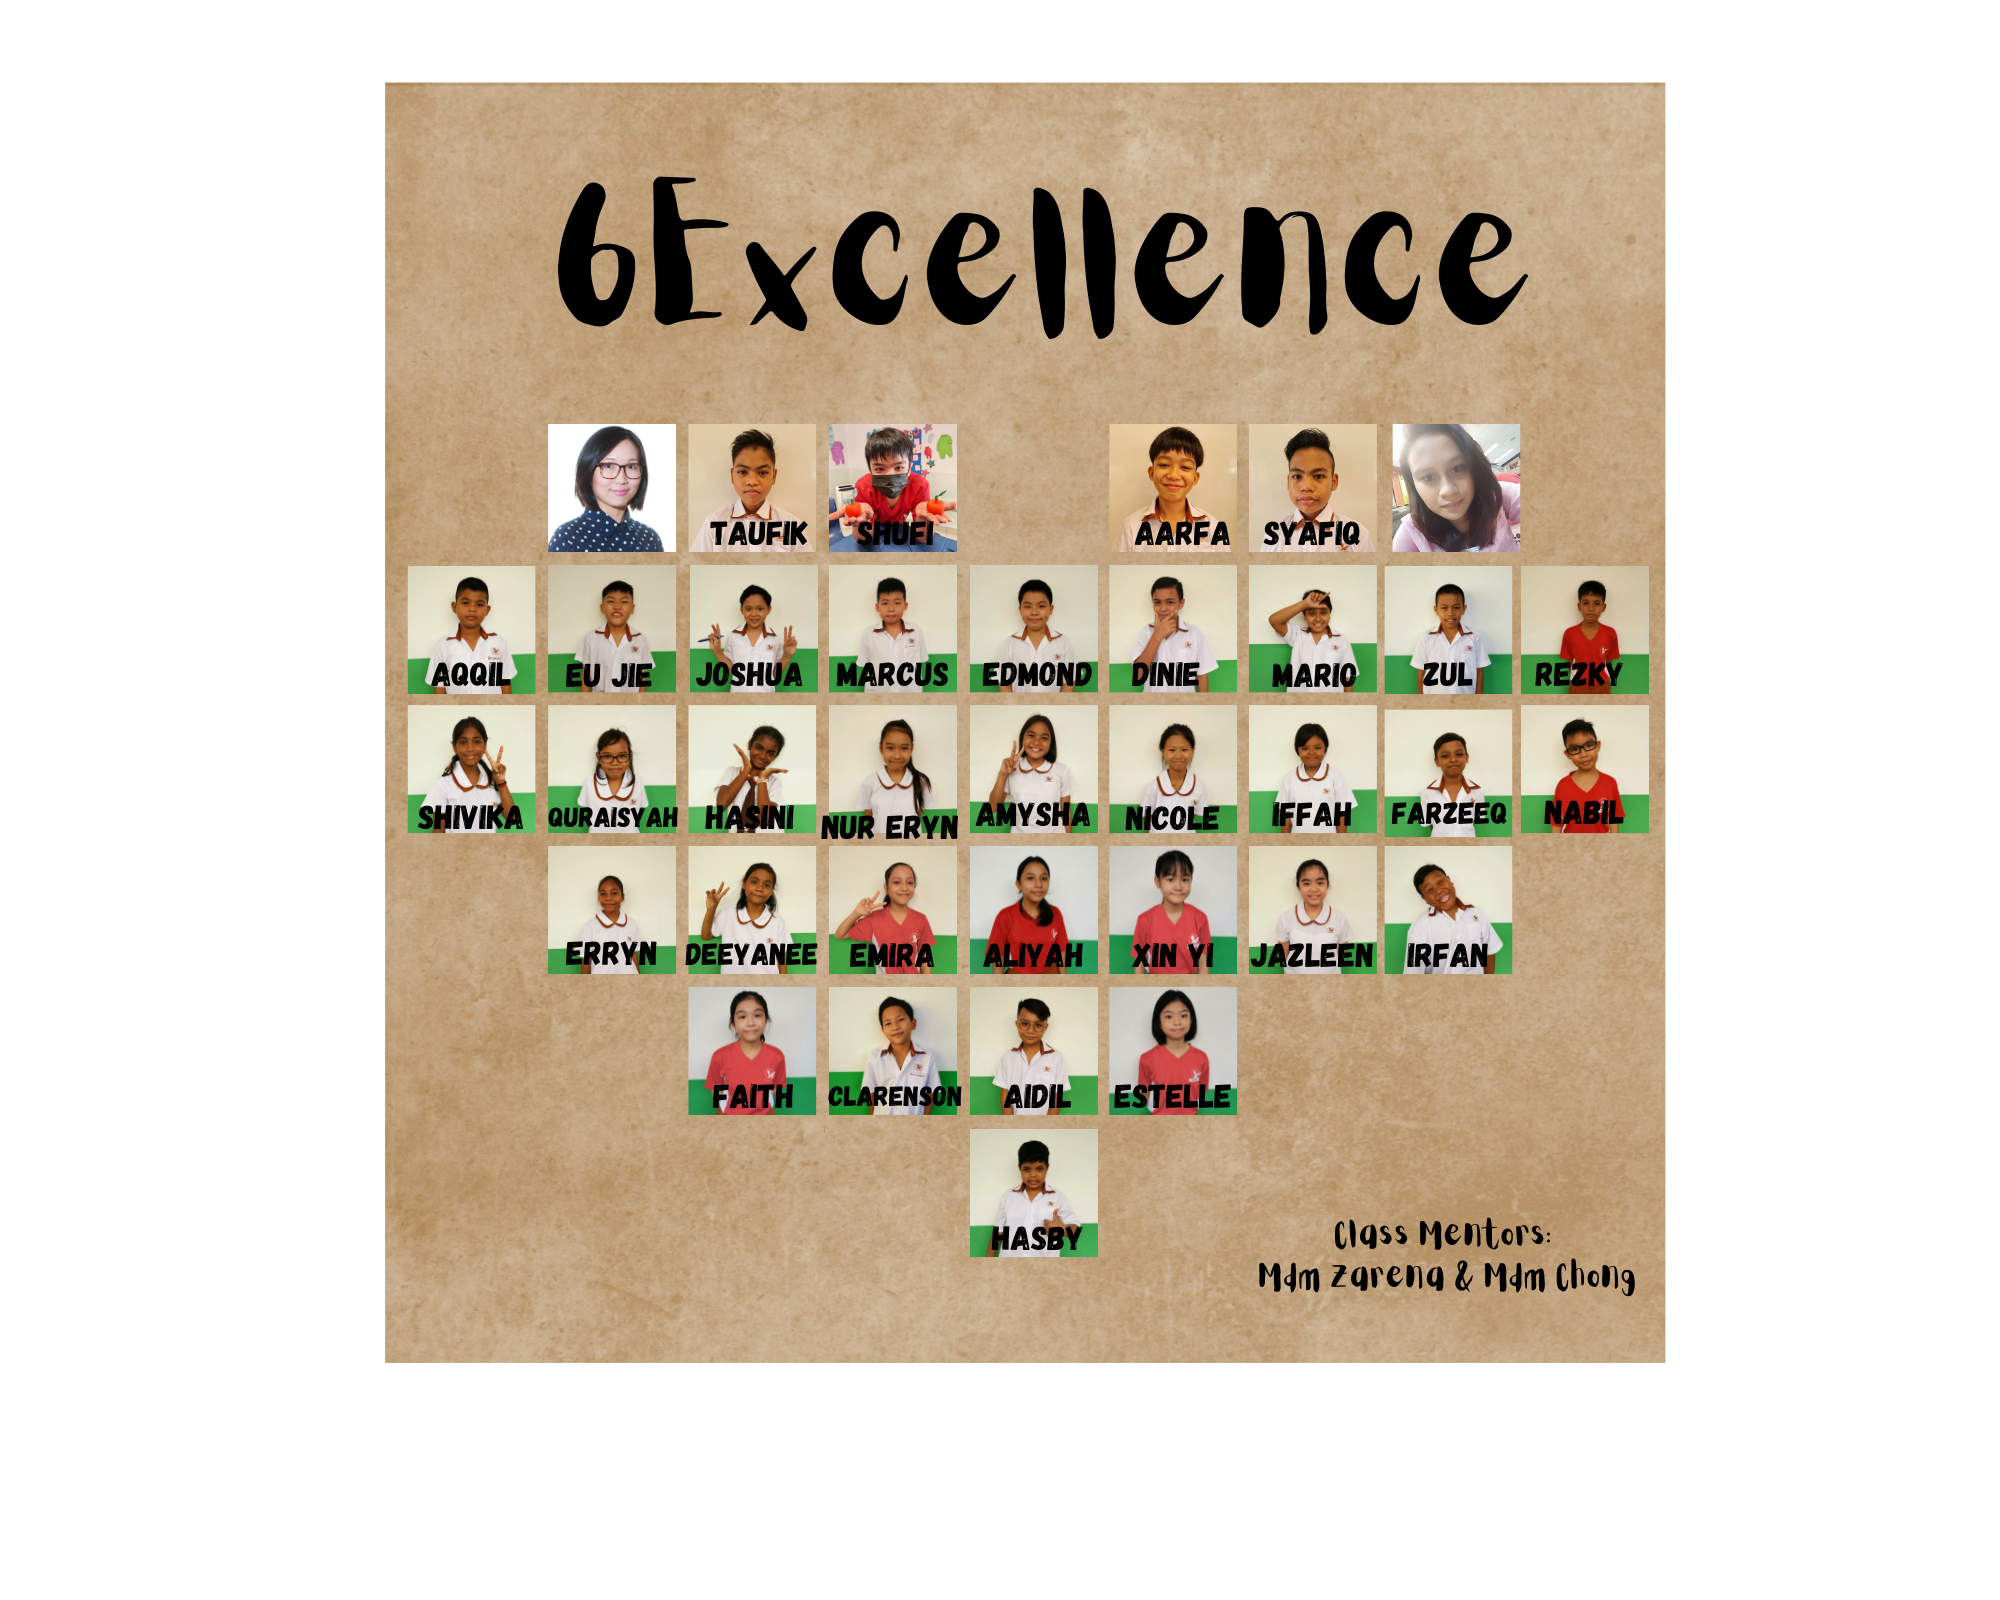 6Excellence
TAUFIK SHUFI AARFA SYAFIQ
AQQIL EU JIE JOSHUA MARCUS EDMOND DINIE MARIO ZUL REZKY
SHIVIKA QURAISYAH HASINI NUR ERYN AMYSHA NICOLE IFFAH FARZEEQ NABIL
ERRYN DEEYANEE EMIRA ALIYAH XIN YI JAZLEEN IRFAN
FAITH CLARENSON AIDIL ESTELLE
HASBY
Class Mentors:
Mdm Zarena & Mdm Chong